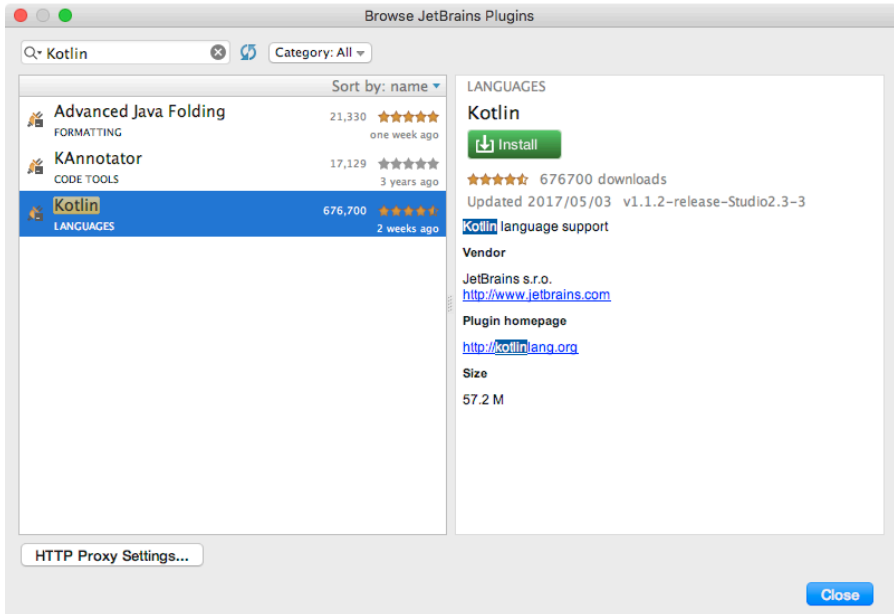 Browse JetBrains Plugins
Kotlin
Category: All
Sort by: name
Advanced Java Folding
21,330
FORMATTING
one week ago
KAnnotator
17,129
CODE TOOLS
3 years ago
Kotlin
676,700
LANGUAGES
2 weeks ago
LANGUAGES
Kotlin
Install
676700 downloads
Updated 2017/05/03 v1.1.2-release-Studio2.3-3
Kotlin language support
Vendor
JetBrains s.r.o.
http://www.jetbrains.com
Plugin homepage
http://kotlinlang.org
Size
57.2 M
HTTP Proxy Settings...
Close